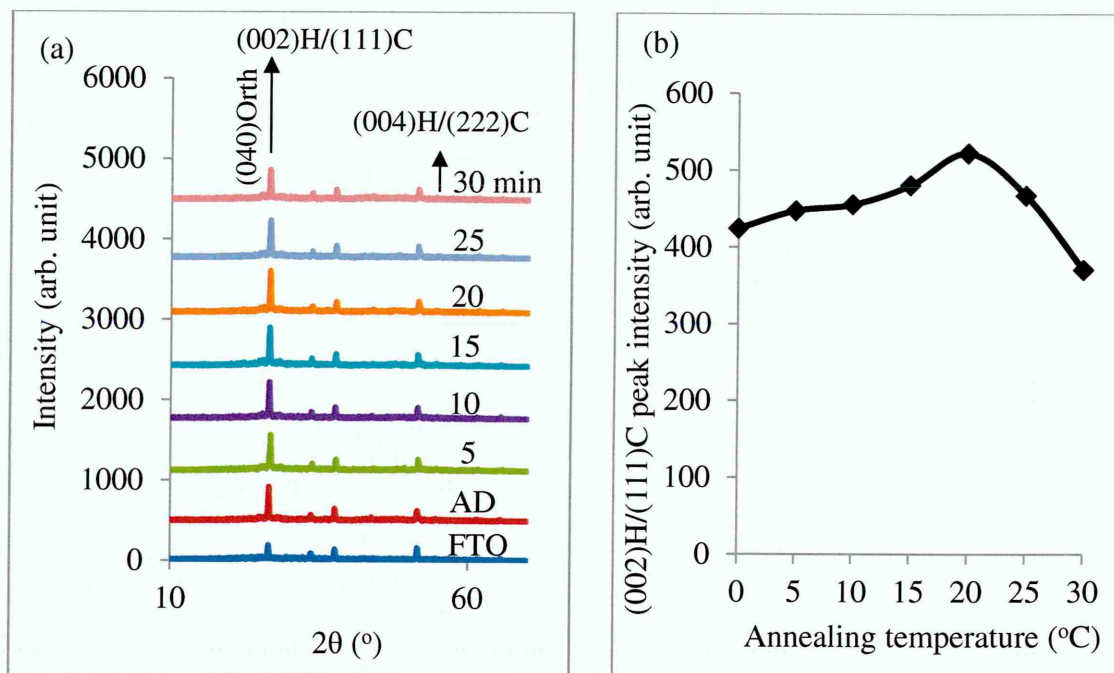 (a)
(002)H/(111)C
(040)Orth
(004)H/(222)C
6000
5000
4000
3000
2000
1000
0
Intensity (arb. unit)
30 min
25
20
15
10
5
AD
FTO
10
60
2θ (°)
(b)
600
500
400
300
200
100
0
(002)H/(111)C peak intensity (arb. unit)
0 5 10 15 20 25 30
Annealing temperature (°C)